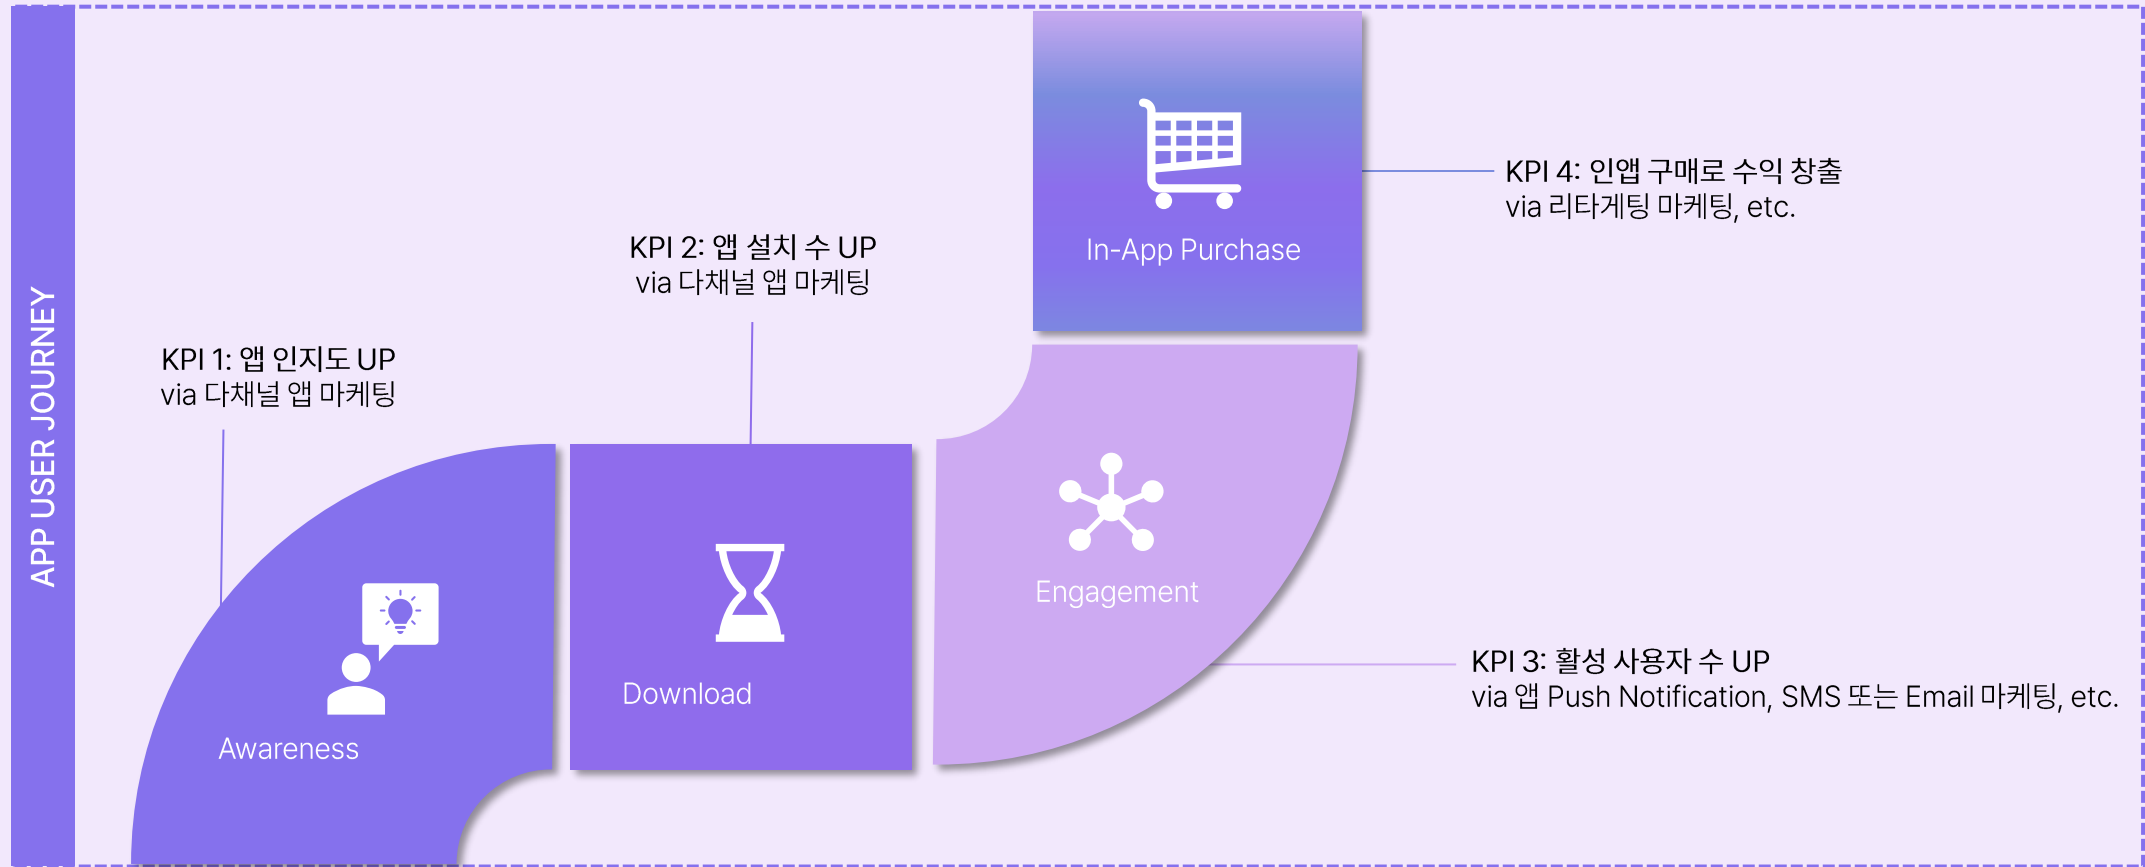 APP USER JOURNEY
KPI 1: 앱 인지도 UP
via 다채널 앱 마케팅
Awareness
KPI 2: 앱 설치 수 UP
via 다채널 앱 마케팅
Download
Engagement
KPI 3: 활성 사용자 수 UP
via 앱 Push Notification, SMS 또는 Email 마케팅, etc.
In-App Purchase
KPI 4: 인앱 구매로 수익 창출
via 리타게팅 마케팅, etc.